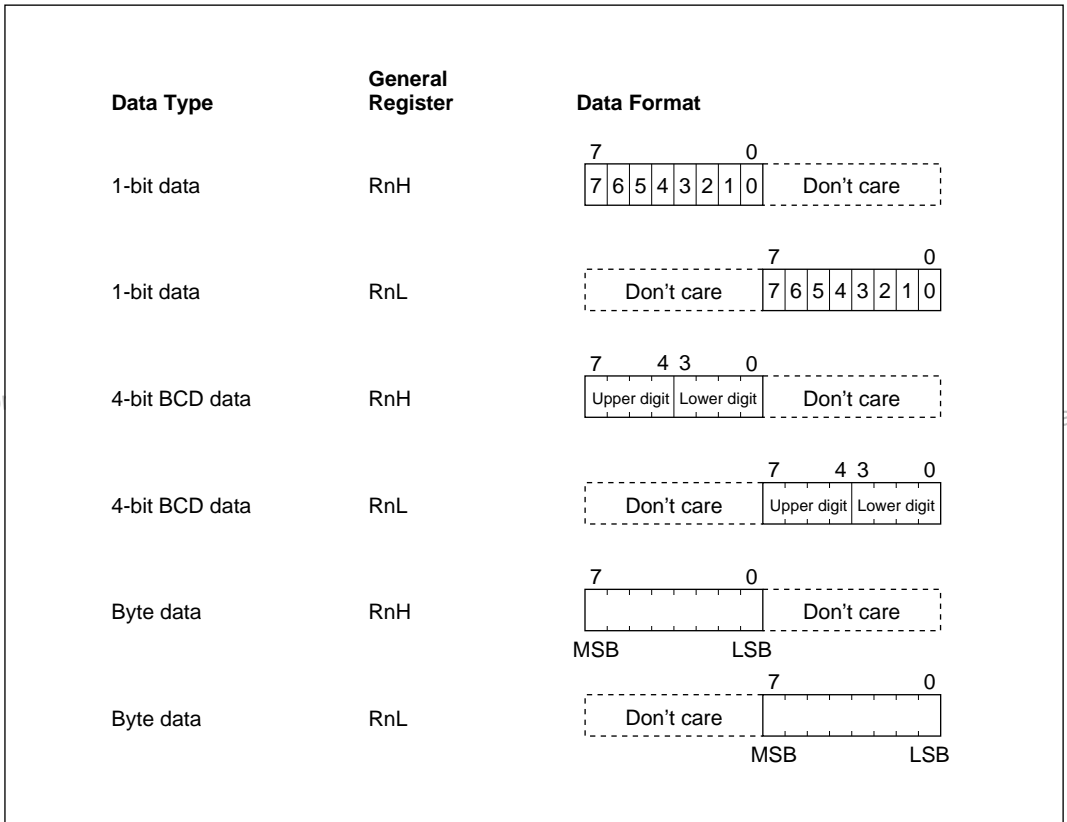 General
Data Type Register Data Format
7 0
1-bit data RnH 7 6 5 4 3 2 1 0 Don't care
7 0
1-bit data RnL Don't care 7 6 5 4 3 2 1 0
7 4 3 0
4-bit BCD data RnH Upper digit Lower digit Don't care
7 4 3 0
4-bit BCD data RnL Don't care Upper digit Lower digit
7 0
Byte data RnH Don't care
MSB LSB
7 0
Byte data RnL Don't care
MSB LSB